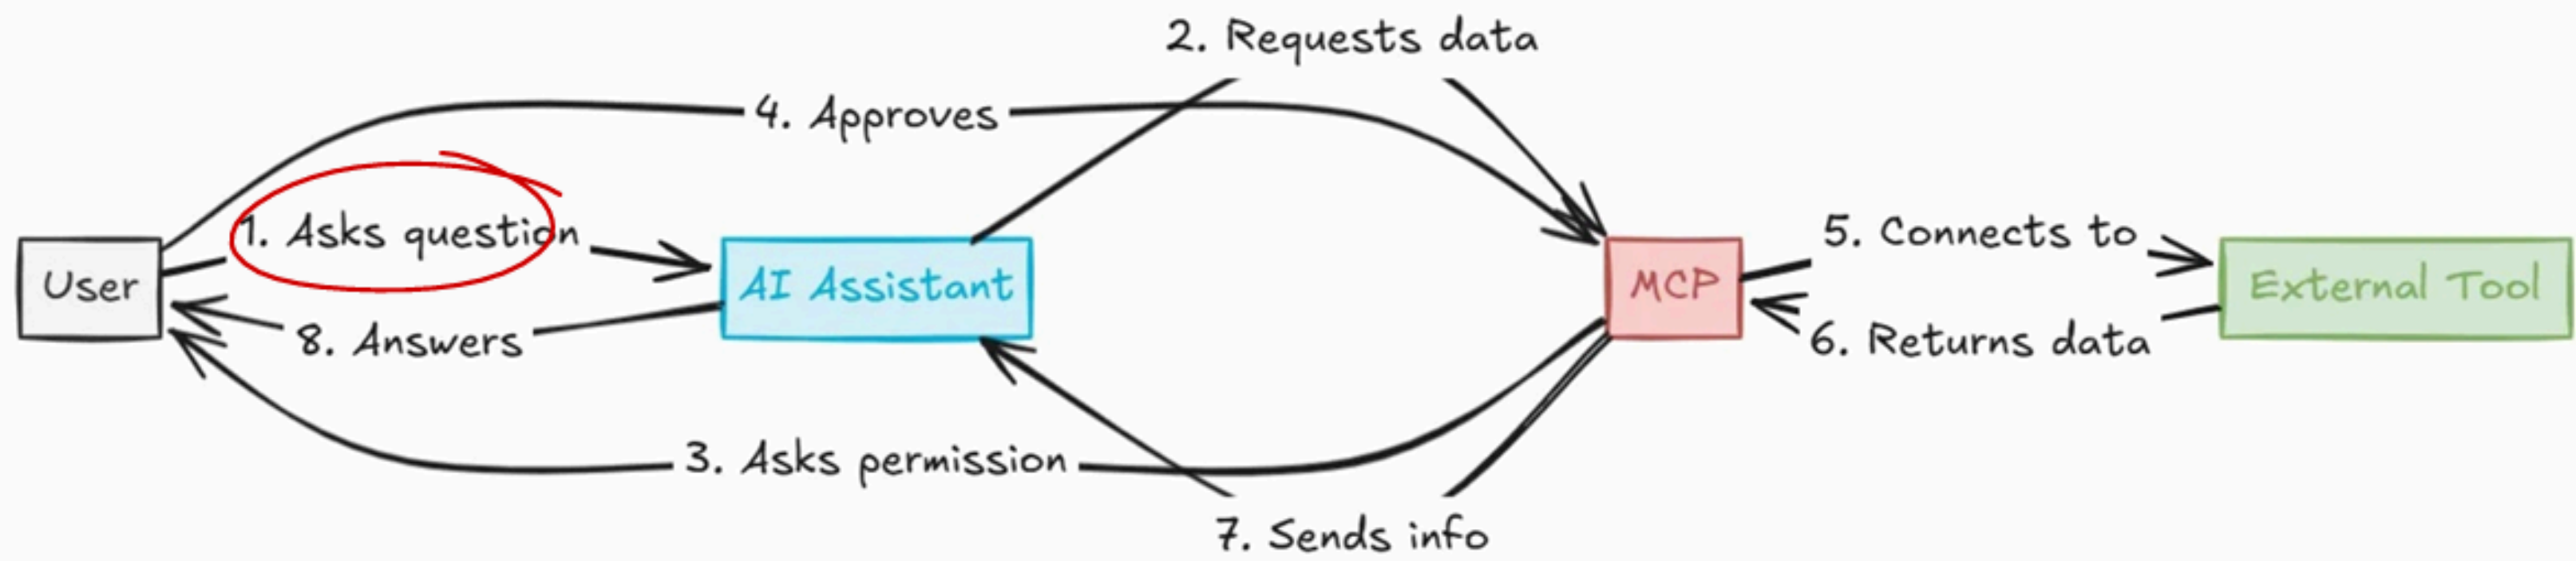 2. Requests data
4. Approves
1. Asks question
5. Connects to
User
AI Assistant
MCP
External Tool
8. Answers
6. Returns data
3. Asks permission
7. Sends info